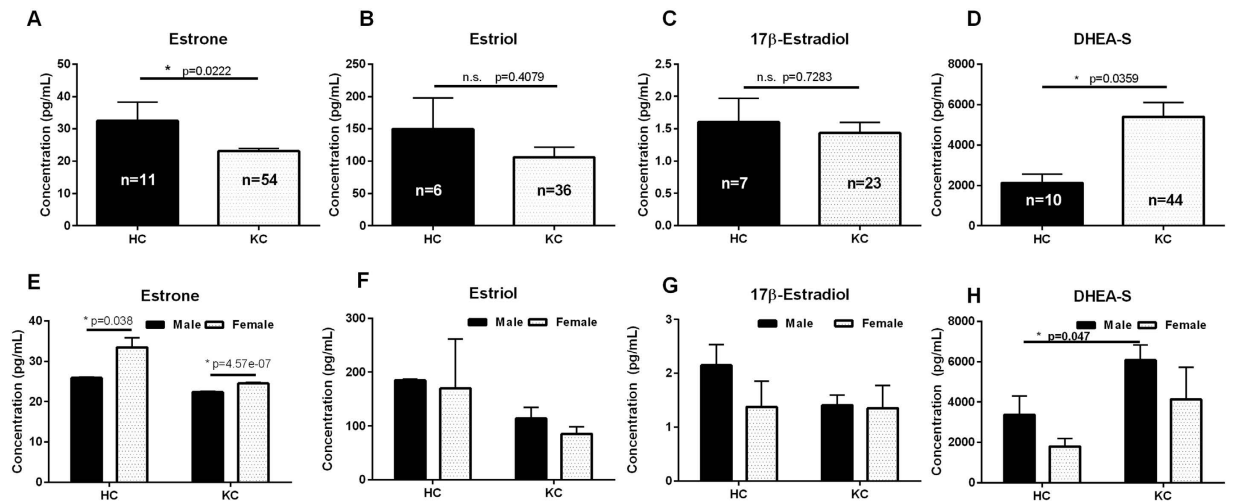 A
Estrone
Concentration (pg/mL)
50
40
30
20
10
0
* p=0.0222
n=11
n=54
HC
KC
B
Estriol
Concentration (pg/mL)
250
200
150
100
50
0
n.s. p=0.4079
n=6
n=36
HC
KC
C
17β-Estradiol
Concentration (pg/mL)
2.5
2.0
1.5
1.0
0.5
0.0
n.s. p=0.7283
n=7
n=23
HC
KC
D
DHEA-S
Concentration (pg/mL)
8000
6000
4000
2000
0
* p=0.0359
n=10
n=44
HC
KC
E
Estrone
Male Female
Concentration (pg/mL)
40
30
20
10
0
* p=0.038
* p=4.57e-07
HC
KC
F
Estriol
Male Female
Concentration (pg/mL)
300
200
100
0
HC
KC
G
17β-Estradiol
Male Female
Concentration (pg/mL)
3
2
1
0
HC
KC
H
DHEA-S
Male Female
Concentration (pg/mL)
8000
6000
4000
2000
0
* p=0.047
HC
KC